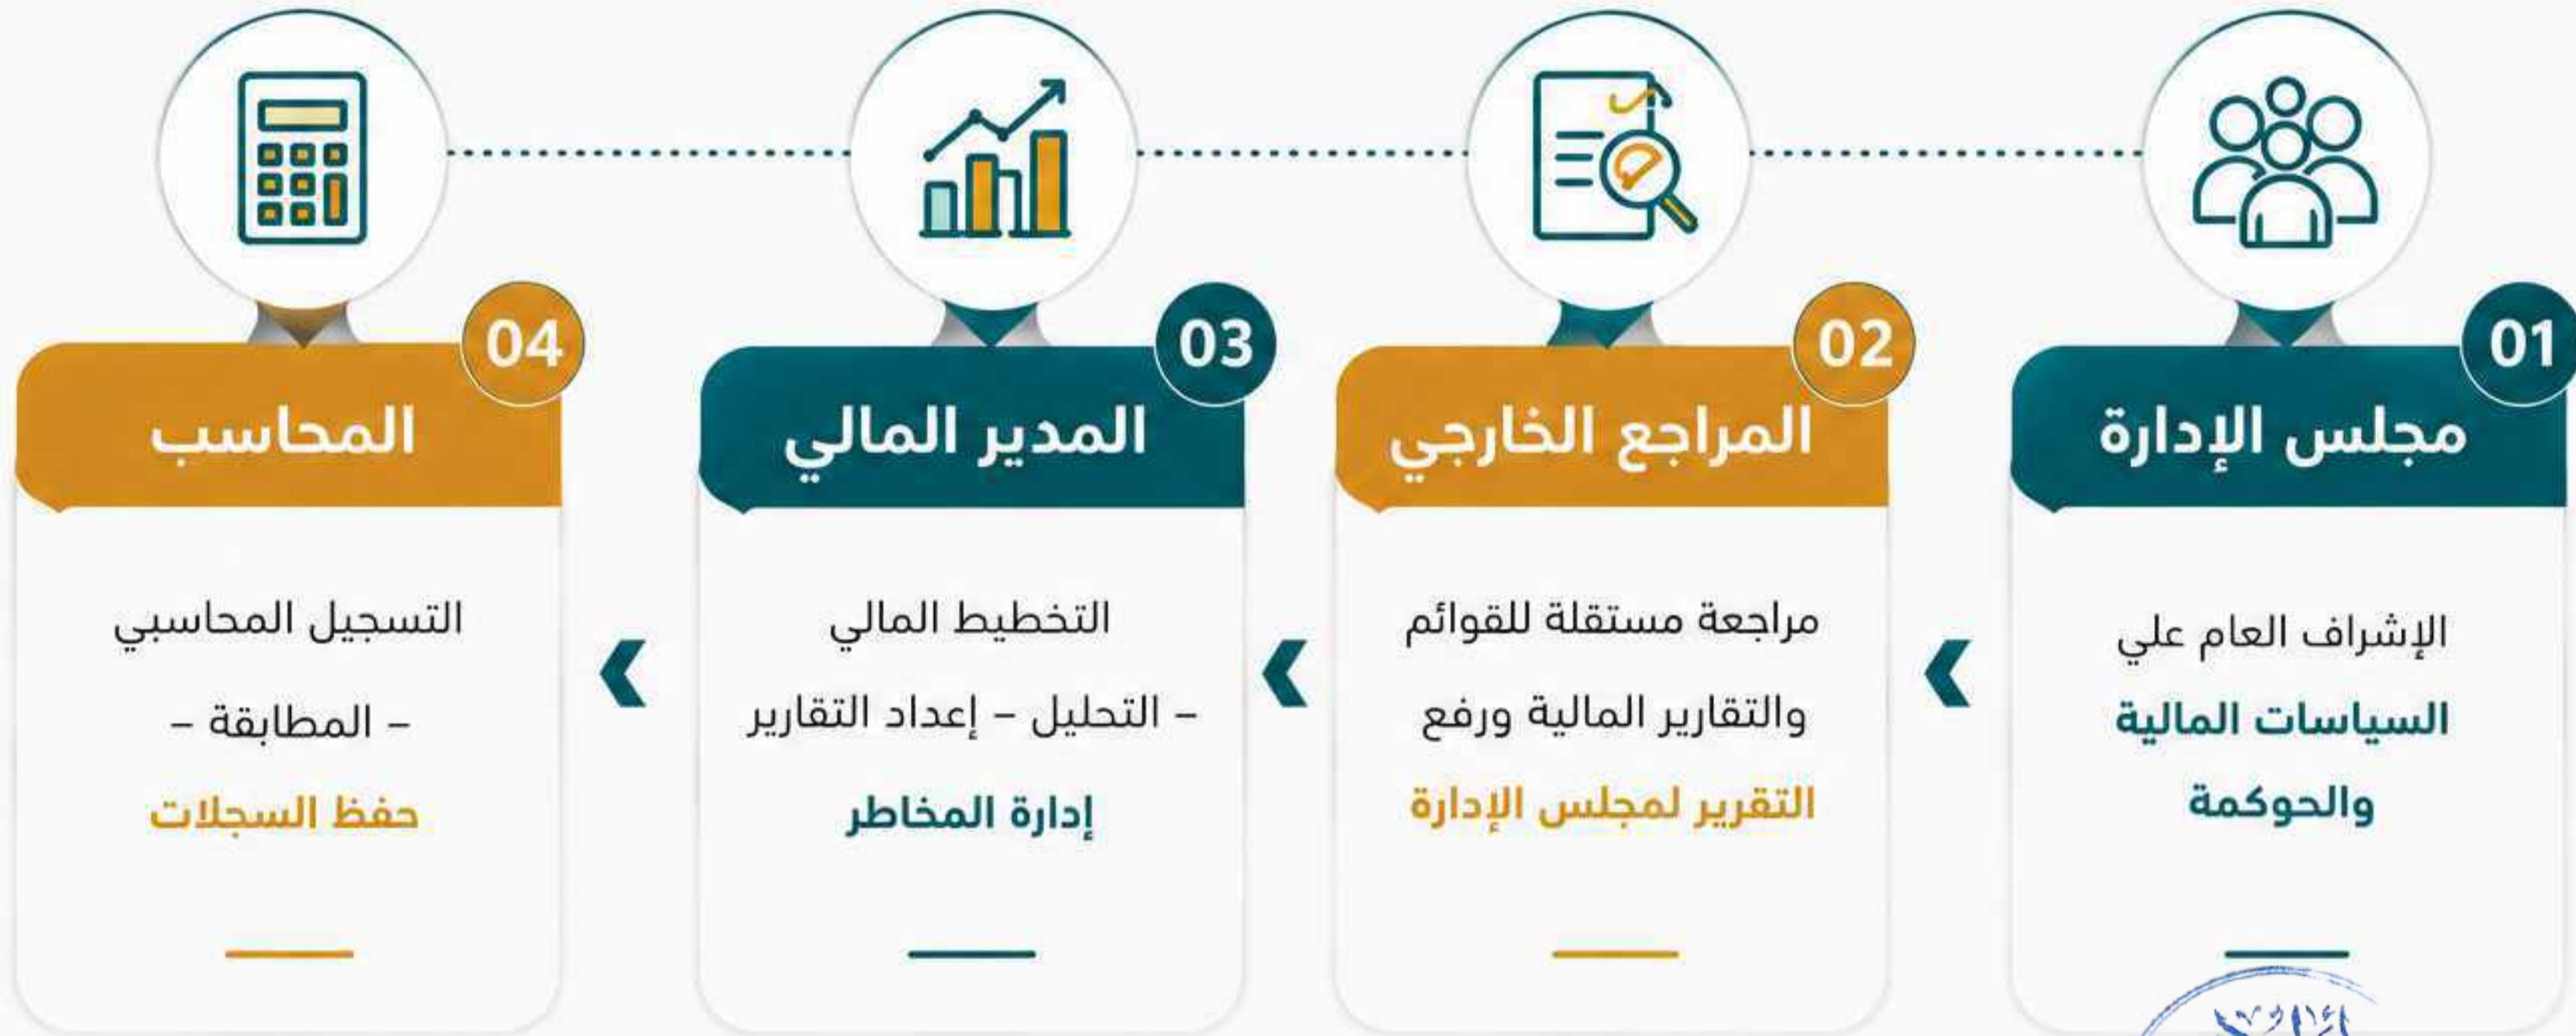 01
مجلس الإدارة
الإشراف العام علي
السياسات المالية
والحوكمة
02
المراجع الخارجي
مراجعة مستقلة للقوائم
والتقارير المالية ورفع
التقرير لمجلس الإدارة
03
المدير المالي
التخطيط المالي
– التحليل – إعداد التقارير
إدارة المخاطر
04
المحاسب
التسجيل المحاسبي
– المطابقة –
حفظ السجلات